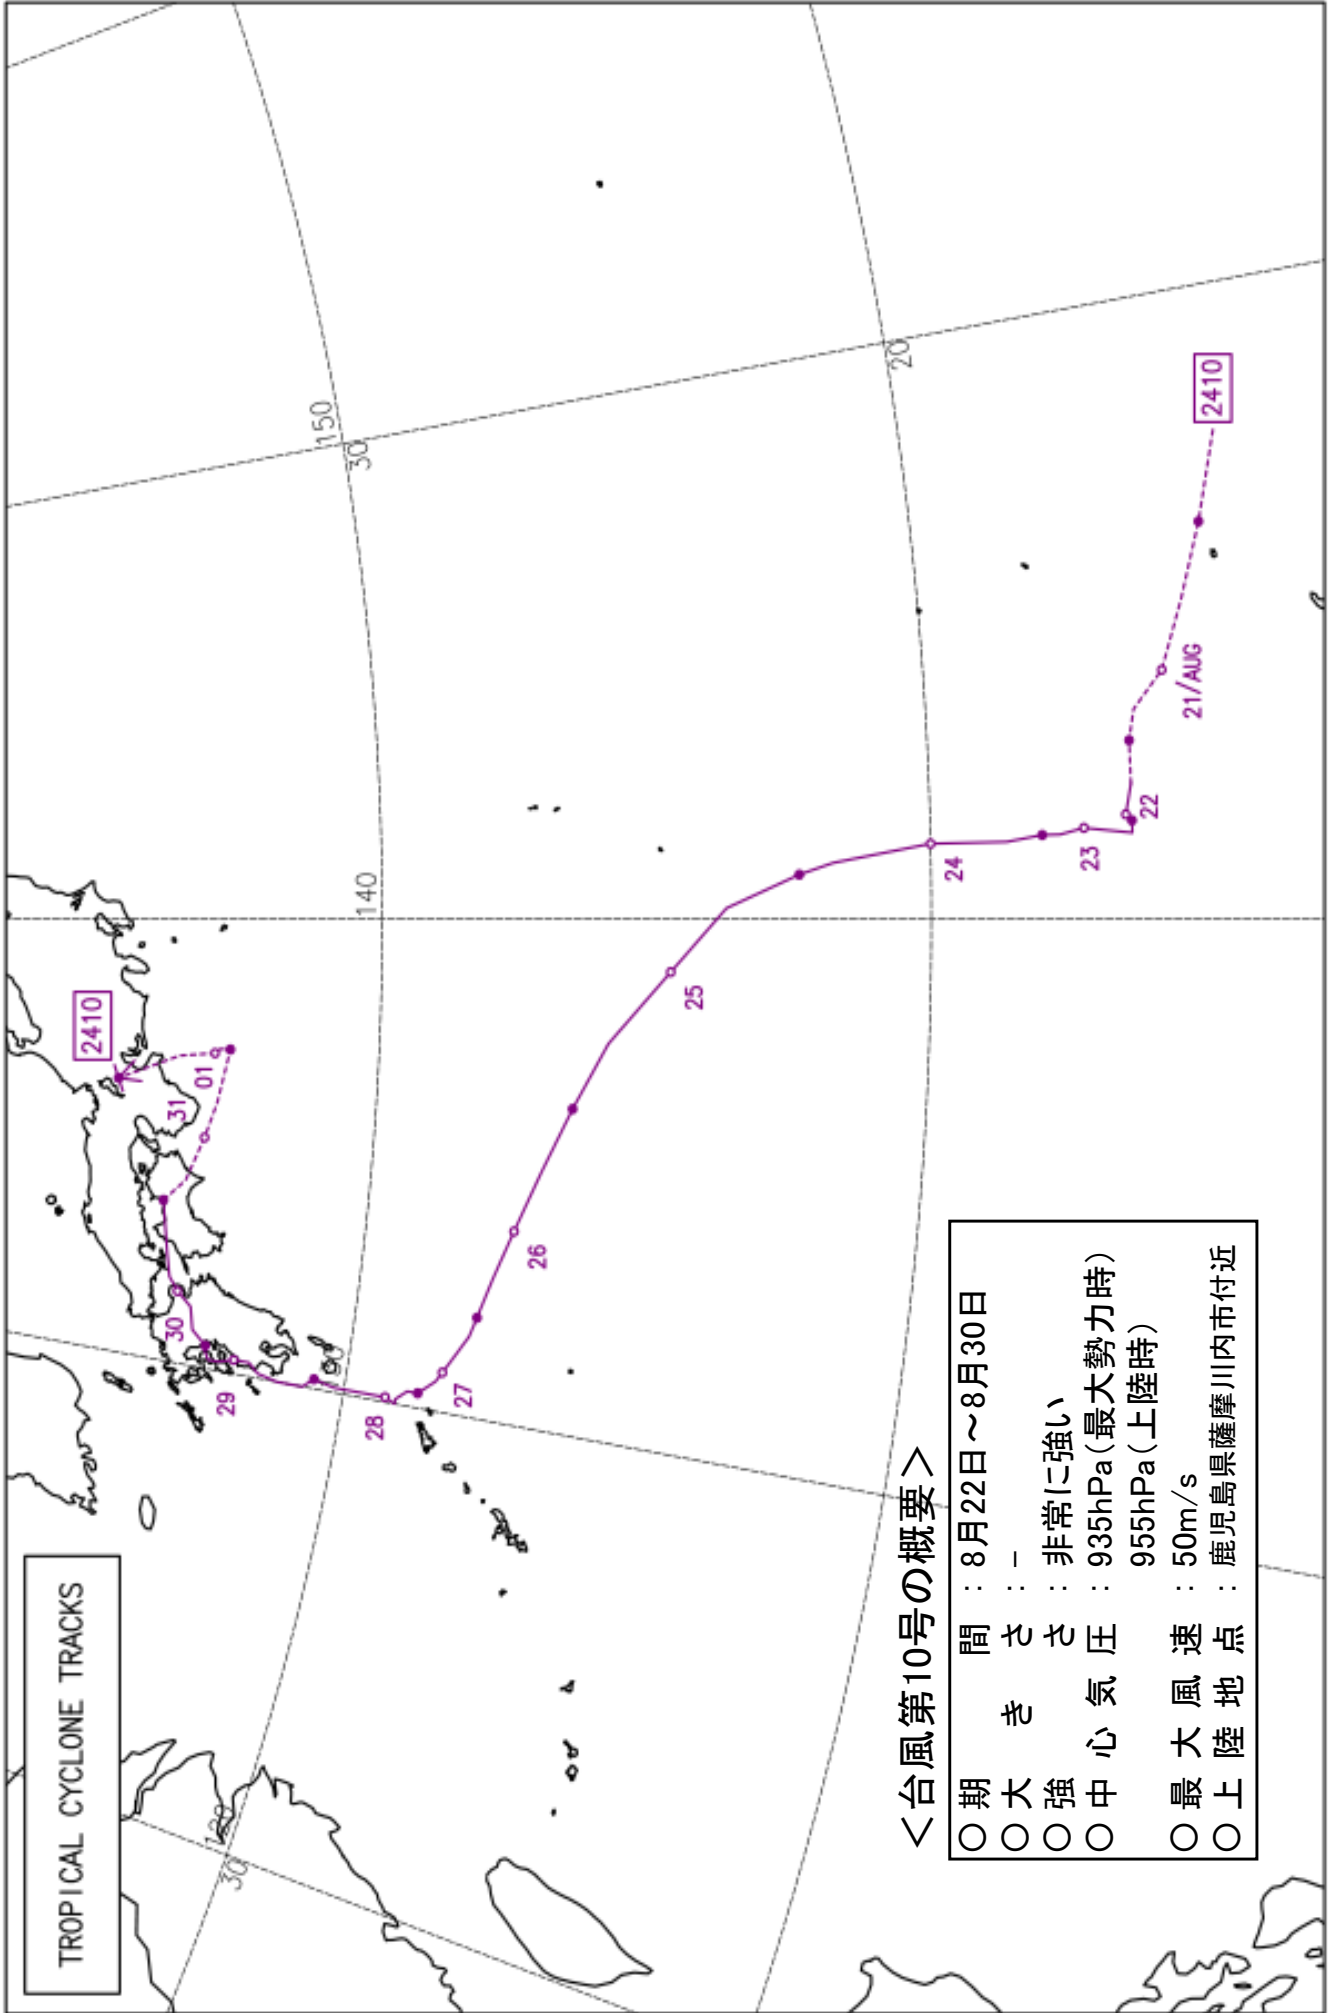 TROPICAL CYCLONE TRACKS
2410
01
31
30
29
28
27
26
25
24
23
22
21/AUG
2410
150
30
20
140
30
120
30
＜台風第10号の概要＞
○期間：8月22日～8月30日
○大きさ：－
○強さ：非常に強い
○中心気圧：935hPa(最大勢力時)
955hPa(上陸時)
○最大風速：50m/s
○上陸地点：鹿児島県薩摩川内市付近